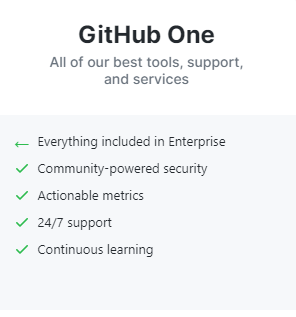 GitHub One
All of our best tools, support,
and services
← Everything included in Enterprise
✓ Community-powered security
✓ Actionable metrics
✓ 24/7 support
✓ Continuous learning